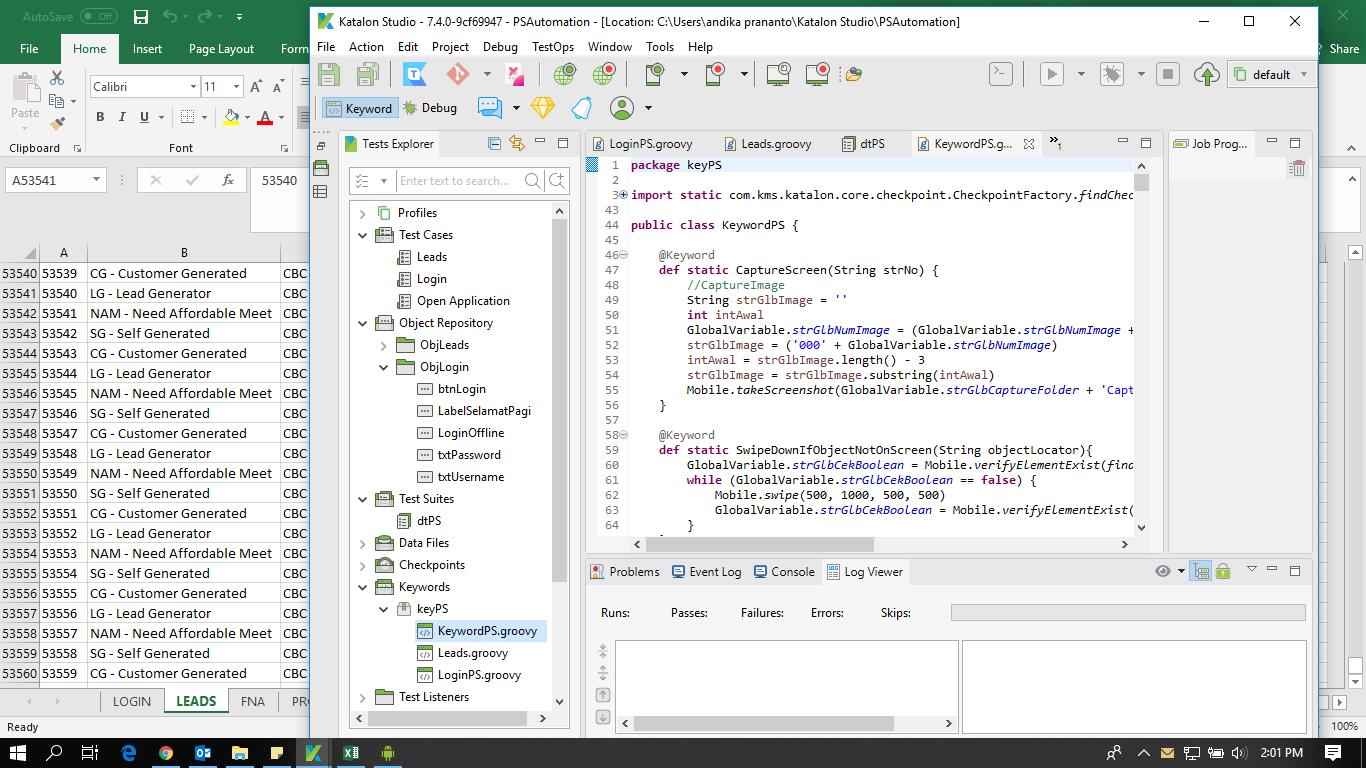 AutoSave Off
Katalon Studio - 7.4.0-9cf69947 - PSAutomation - [Location: C:\Users\andika prananto\Katalon Studio\PSAutomation]
File Home Insert Page Layout Form
Share
File Action Edit Project Debug TestOps Window Tools Help
Paste
Calibri 11
B I U
Clipboard Font
default
Keyword Debug
A53541 fx 53540
A B
53540 53539 CG - Customer Generated CBC
53541 53540 LG - Lead Generator CBC
53542 53541 NAM - Need Affordable Meet CBC
53543 53542 SG - Self Generated CBC
53544 53543 CG - Customer Generated CBC
53545 53544 LG - Lead Generator CBC
53546 53545 NAM - Need Affordable Meet CBC
53547 53546 SG - Self Generated CBC
53548 53547 CG - Customer Generated CBC
53549 53548 LG - Lead Generator CBC
53550 53549 NAM - Need Affordable Meet CBC
53551 53550 SG - Self Generated CBC
53552 53551 CG - Customer Generated CBC
53553 53552 LG - Lead Generator CBC
53554 53553 NAM - Need Affordable Meet CBC
53555 53554 SG - Self Generated CBC
53556 53555 CG - Customer Generated CBC
53557 53556 LG - Lead Generator CBC
53558 53557 NAM - Need Affordable Meet CBC
53559 53558 SG - Self Generated CBC
53560 53559 CG - Customer Generated CBC
LOGIN LEADS FNA
Ready
100%
Tests Explorer
Enter text to search...
Profiles
Test Cases
Leads
Login
Open Application
Object Repository
ObjLeads
ObjLogin
btnLogin
LabelSelamatPagi
LoginOffline
txtPassword
txtUsername
Test Suites
dtPS
Data Files
Checkpoints
Keywords
keyPS
KeywordPS.groovy
Leads.groovy
LoginPS.groovy
Test Listeners
LoginPS.groovy Leads.groovy dtPS KeywordPS.g... »1
1 package keyPS
2
3 import static com.kms.katalon.core.checkpoint.CheckpointFactory.findChec
43
44 public class KeywordPS {
45
46 @Keyword
47 def static CaptureScreen(String strNo) {
48 //CaptureImage
49 String strGlbImage = ''
50 int intAwal
51 GlobalVariable.strGlbNumImage = (GlobalVariable.strGlbNumImage +
52 strGlbImage = ('000' + GlobalVariable.strGlbNumImage)
53 intAwal = strGlbImage.length() - 3
54 strGlbImage = strGlbImage.substring(intAwal)
55 Mobile.takeScreenshot(GlobalVariable.strGlbCaptureFolder + 'Capt
56 }
57
58 @Keyword
59 def static SwipeDownIfObjectNotOnScreen(String objectLocator){
60 GlobalVariable.strGlbCekBoolean = Mobile.verifyElementExist(find
61 while (GlobalVariable.strGlbCekBoolean == false) {
62 Mobile.swipe(500, 1000, 500, 500)
63 GlobalVariable.strGlbCekBoolean = Mobile.verifyElementExist(
64 }
Job Prog...
Problems Event Log Console Log Viewer
Runs: Passes: Failures: Errors: Skips:
2:01 PM